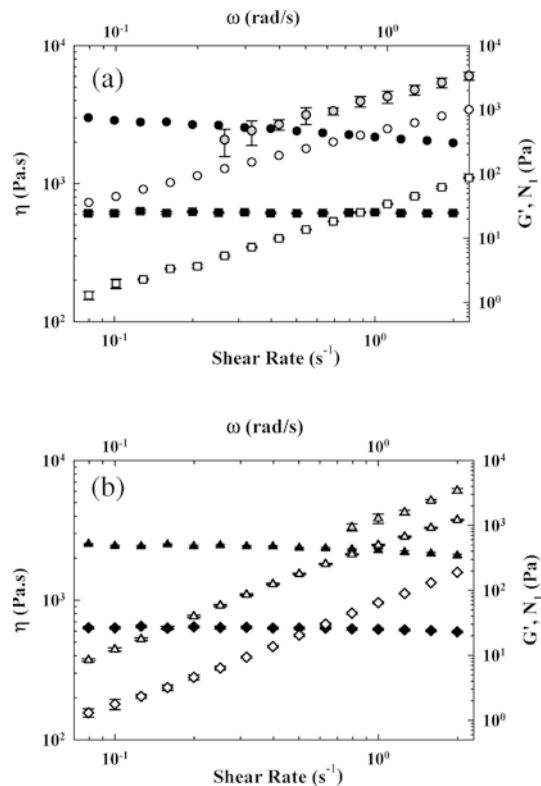 ω (rad/s)
10⁻¹ 10⁰
10⁴ 10⁴
(a)
10³
10³ 10²
η (Pa.s) G', N₁ (Pa)
10¹
10⁰
10²
10⁻¹ 10⁰
Shear Rate (s⁻¹)
ω (rad/s)
10⁻¹ 10⁰
10⁴ 10⁴
(b)
10³
10³ 10²
η (Pa.s) G', N₁ (Pa)
10¹
10⁰
10²
10⁻¹ 10⁰
Shear Rate (s⁻¹)